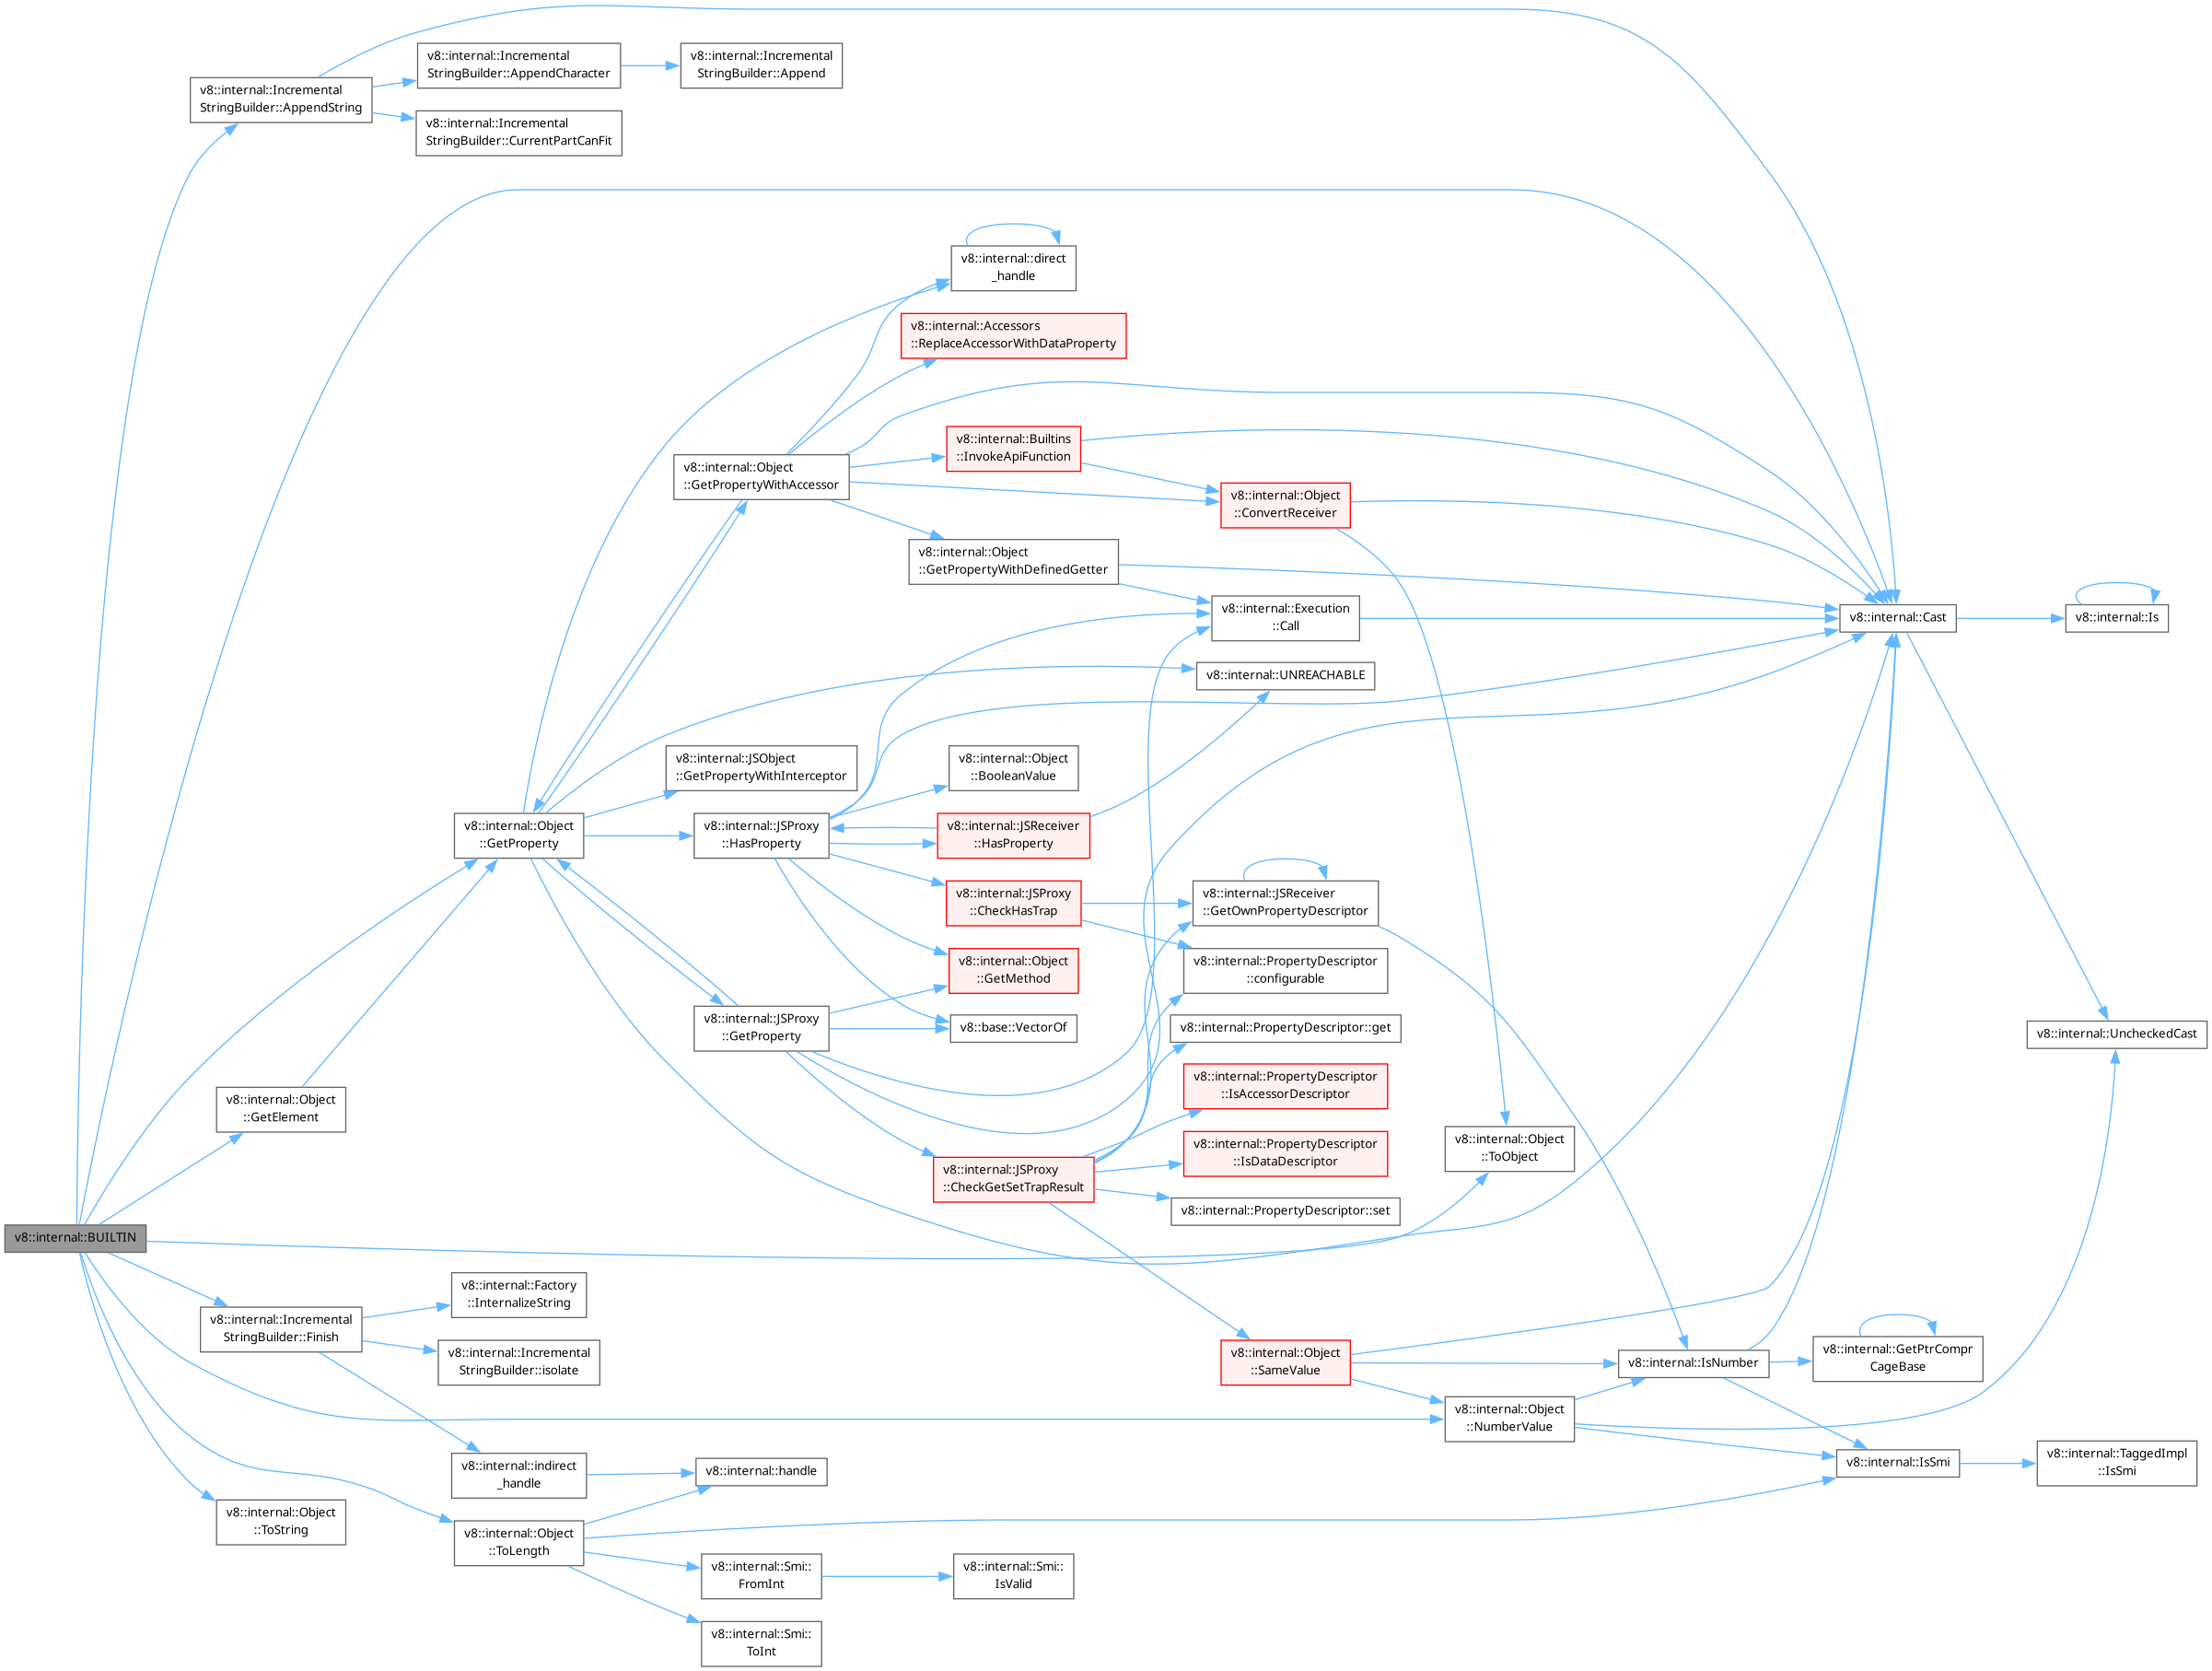 v8::internal::Incremental
StringBuilder::AppendString
v8::internal::Incremental
StringBuilder::AppendCharacter
v8::internal::Incremental
StringBuilder::Append
v8::internal::Incremental
StringBuilder::CurrentPartCanFit
v8::internal::direct
_handle
v8::internal::Accessors
::ReplaceAccessorWithDataProperty
v8::internal::Object
::GetPropertyWithAccessor
v8::internal::Builtins
::InvokeApiFunction
v8::internal::Object
::ConvertReceiver
v8::internal::Object
::GetPropertyWithDefinedGetter
v8::internal::Execution
::Call
v8::internal::Cast
v8::internal::Is
v8::internal::UNREACHABLE
v8::internal::JSObject
::GetPropertyWithInterceptor
v8::internal::Object
::BooleanValue
v8::internal::Object
::GetProperty
v8::internal::JSProxy
::HasProperty
v8::internal::JSReceiver
::HasProperty
v8::internal::JSProxy
::CheckHasTrap
v8::internal::JSReceiver
::GetOwnPropertyDescriptor
v8::internal::Object
::GetMethod
v8::internal::PropertyDescriptor
::configurable
v8::internal::JSProxy
::GetProperty
v8::base::VectorOf
v8::internal::PropertyDescriptor::get
v8::internal::UncheckedCast
v8::internal::PropertyDescriptor
::IsAccessorDescriptor
v8::internal::Object
::GetElement
v8::internal::PropertyDescriptor
::IsDataDescriptor
v8::internal::Object
::ToObject
v8::internal::JSProxy
::CheckGetSetTrapResult
v8::internal::PropertyDescriptor::set
v8::internal::BUILTIN
v8::internal::Factory
::InternalizeString
v8::internal::Incremental
StringBuilder::Finish
v8::internal::Incremental
StringBuilder::isolate
v8::internal::Object
::SameValue
v8::internal::IsNumber
v8::internal::GetPtrCompr
CageBase
v8::internal::Object
::NumberValue
v8::internal::indirect
_handle
v8::internal::handle
v8::internal::IsSmi
v8::internal::TaggedImpl
::IsSmi
v8::internal::Object
::ToString
v8::internal::Object
::ToLength
v8::internal::Smi::
FromInt
v8::internal::Smi::
IsValid
v8::internal::Smi::
ToInt